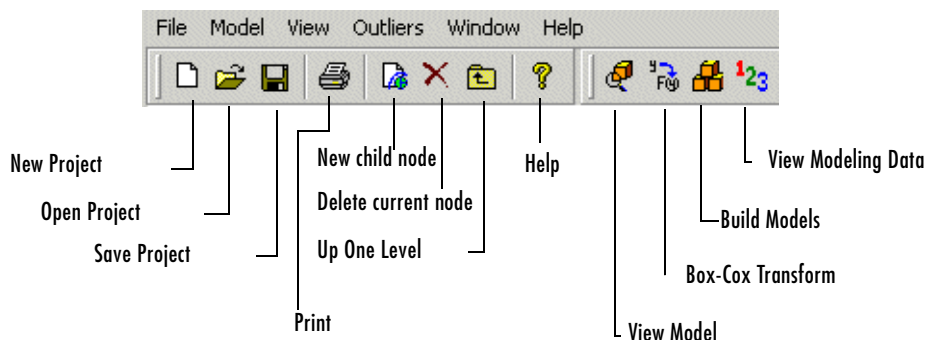 File Model View Outliers Window Help
y F(y) 123
New Project
New child node
Help
View Modeling Data
Open Project
Delete current node
Build Models
Save Project
Up One Level
Box-Cox Transform
Print
View Model